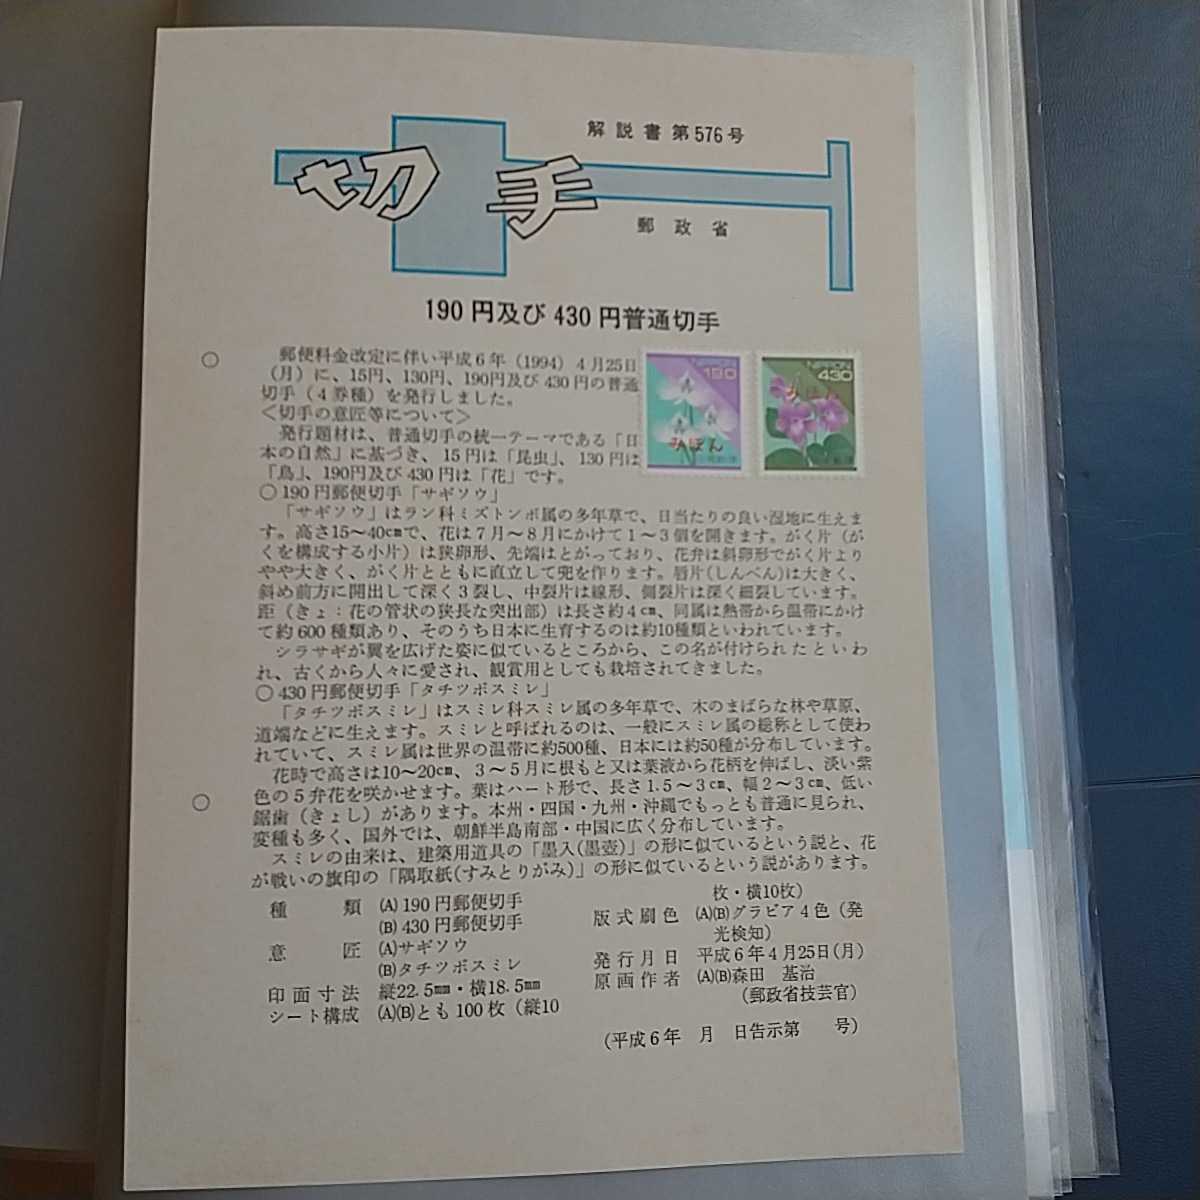 解説書第576号
切手
郵政省
190円及び430円普通切手
郵便料金改定に伴い平成6年(1994)4月25日
(月)に、15円、130円、190円及び430円の普通
切手(4券種)を発行しました。
<切手の意匠等について>
発行題材は、普通切手の統一テーマである「日
本の自然」に基づき、15円は「昆虫」、130円は
「鳥」、190円及び430円は「花」です。
NIPPON
190
みほん
NIPPON
430
みほん
○190円郵便切手「サギソウ」
「サギソウ」はラン科ミズトンボ属の多年草で、日当たりの良い湿地に生えま
す。高さ15〜40㎝で、花は7月〜8月にかけて1〜3個を開きます。がく片(が
くを構成する小片)は狭卵形、先端はとがっており、花弁は斜卵形でがく片より
やや大きく、がく片とともに直立して兜を作ります。唇片(しんべん)は大きく、
斜め前方に開出して深く3裂し、中裂片は線形、側裂片は深く細裂しています。
距(きょ:花の管状の狭長な突出部)は長さ約4㎝、同属は熱帯から温帯にかけ
て約600種類あり、そのうち日本に生育するのは約10種類といわれています。
シラサギが翼を広げた姿に似ているところから、この名が付けられたといわ
れ、古くから人々に愛され、観賞用としても栽培されてきました。
○430円郵便切手「タチツボスミレ」
「タチツボスミレ」はスミレ科スミレ属の多年草で、木のまばらな林や草原、
道端などに生えます。スミレと呼ばれるのは、一般にスミレ属の総称として使わ
れていて、スミレ属は世界の温帯に約500種、日本には約50種が分布しています。
花時で高さは10〜20㎝、3〜5月に根もと又は葉液から花柄を伸ばし、淡い紫
色の5弁花を咲かせます。葉はハート形で、長さ1.5〜3㎝、幅2〜3㎝、低い
鋸歯(きょし)があります。本州・四国・九州・沖縄でもっとも普通に見られ、
変種も多く、国外では、朝鮮半島南部・中国に広く分布しています。
スミレの由来は、建築用道具の「墨入(墨壺)」の形に似ているという説と、花
が戦いの旗印の「隅取紙(すみとりがみ)」の形に似ているという説があります。
種類 (A)190円郵便切手
(B)430円郵便切手
意匠 (A)サギソウ
(B)タチツボスミレ
印面寸法 縦22.5㎜・横18.5㎜
シート構成 (A)(B)とも100枚(縦10
枚・横10枚)
版式刷色 (A)(B)グラビア4色(発
光検知)
発行月日 平成6年4月25日(月)
原画作者 (A)(B)森田 基治
(郵政省技芸官)
(平成6年 月 日告示第 号)